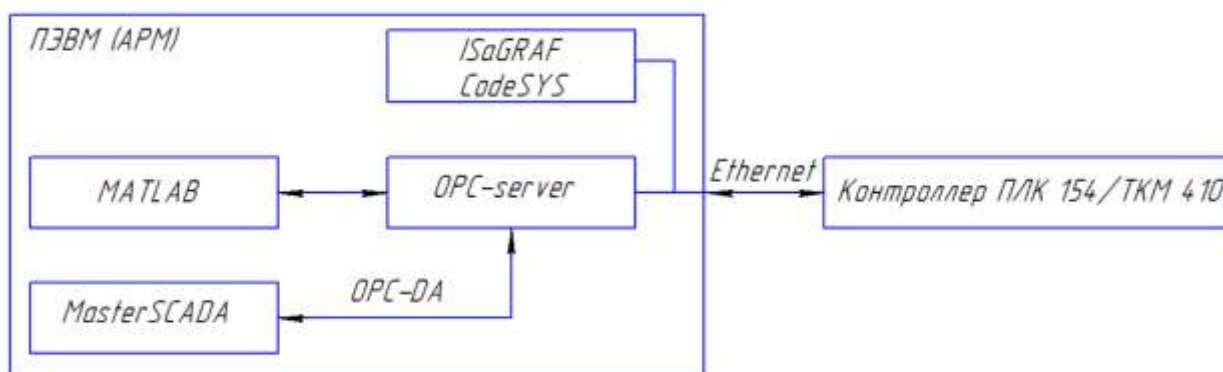 ПЭВМ (АРМ)
ISaGRAF
CodeSYS
MATLAB
OPC-server
Ethernet
Контроллер ПЛК 154/ТКМ 410
OPC-DA
MasterSCADA